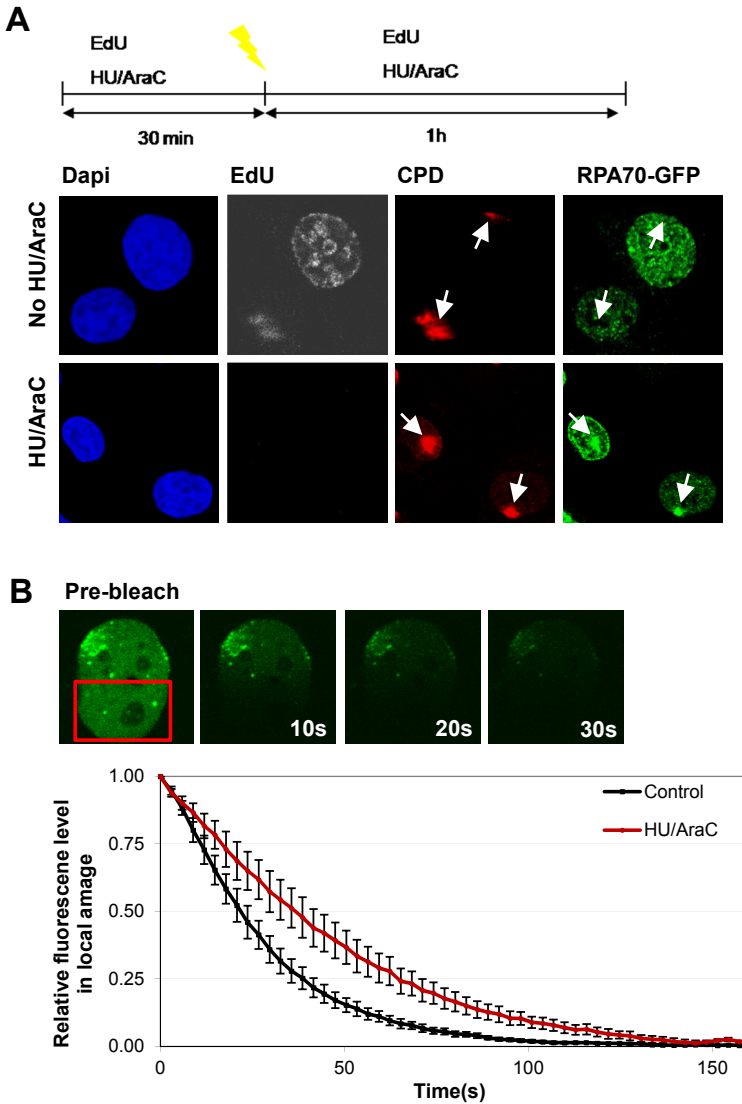 A
EdU
HU/AraC
EdU
HU/AraC
30 min
1h
Dapi
EdU
CPD
RPA70-GFP
No HU/AraC
HU/AraC
B
Pre-bleach
10s
20s
30s
Relative fluorescene level
in local amage
1.00
0.75
0.50
0.25
0.00
Control
HU/AraC
0
50
100
150
Time(s)